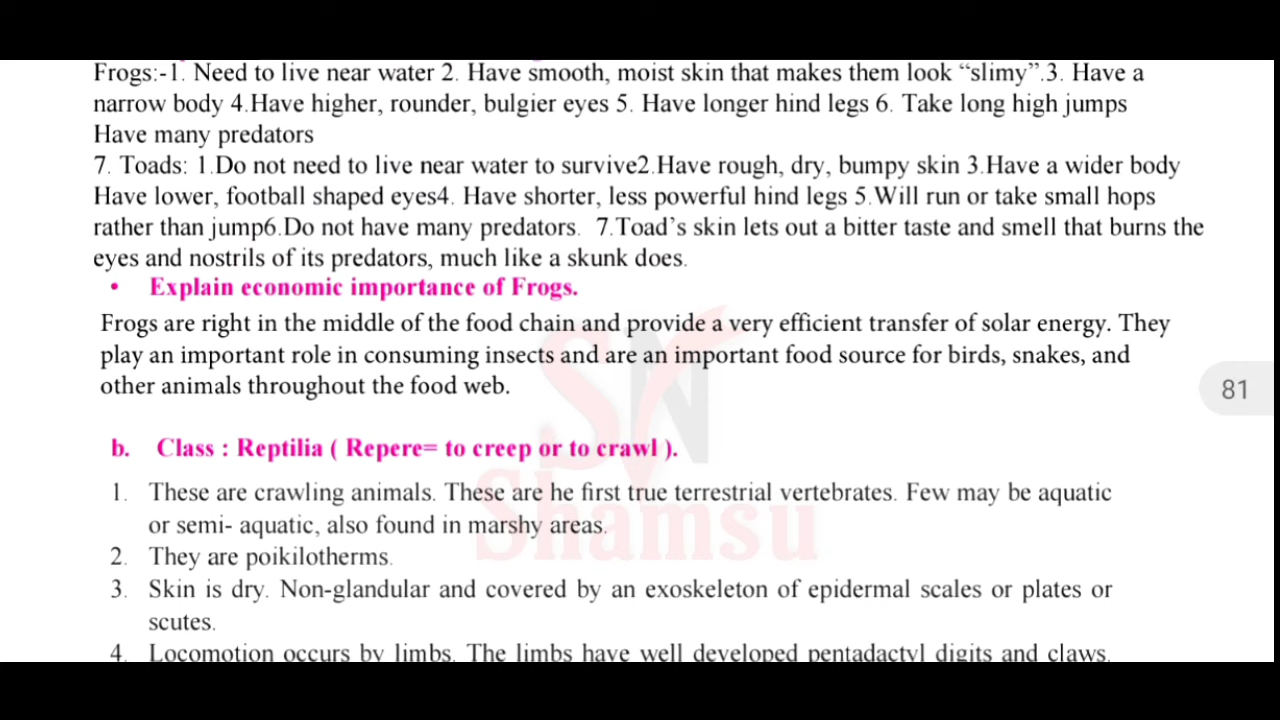 Frogs:-1. Need to live near water 2. Have smooth, moist skin that makes them look “slimy”.3. Have a
narrow body 4.Have higher, rounder, bulgier eyes 5. Have longer hind legs 6. Take long high jumps
Have many predators
7. Toads: 1.Do not need to live near water to survive2.Have rough, dry, bumpy skin 3.Have a wider body
Have lower, football shaped eyes4. Have shorter, less powerful hind legs 5.Will run or take small hops
rather than jump6.Do not have many predators. 7.Toad’s skin lets out a bitter taste and smell that burns the
eyes and nostrils of its predators, much like a skunk does.
• Explain economic importance of Frogs.
Frogs are right in the middle of the food chain and provide a very efficient transfer of solar energy. They
play an important role in consuming insects and are an important food source for birds, snakes, and
other animals throughout the food web.
81
SN
b. Class : Reptilia ( Repere= to creep or to crawl ).
Shamsu
1. These are crawling animals. These are he first true terrestrial vertebrates. Few may be aquatic
or semi- aquatic, also found in marshy areas.
2. They are poikilotherms.
3. Skin is dry. Non-glandular and covered by an exoskeleton of epidermal scales or plates or
scutes.
4. Locomotion occurs by limbs. The limbs have well developed pentadactyl digits and claws.